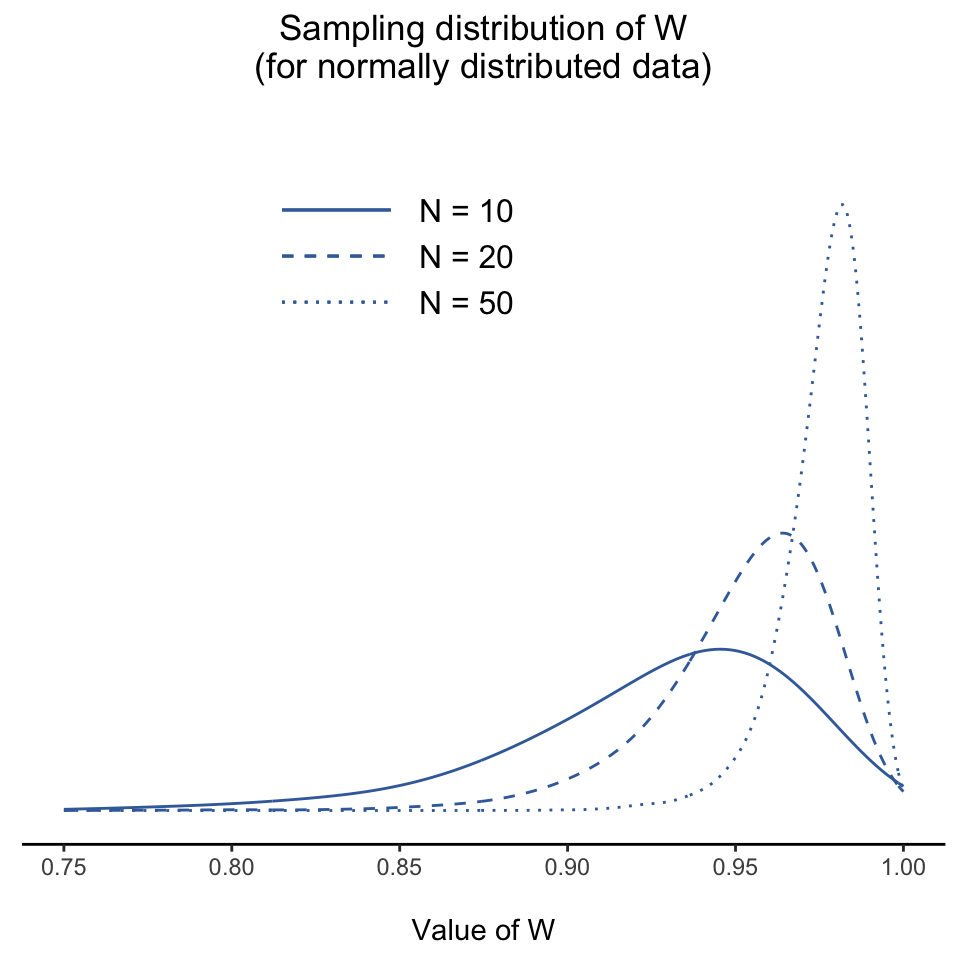 Sampling distribution of W
(for normally distributed data)
N = 10
N = 20
N = 50
0.75 0.80 0.85 0.90 0.95 1.00
Value of W